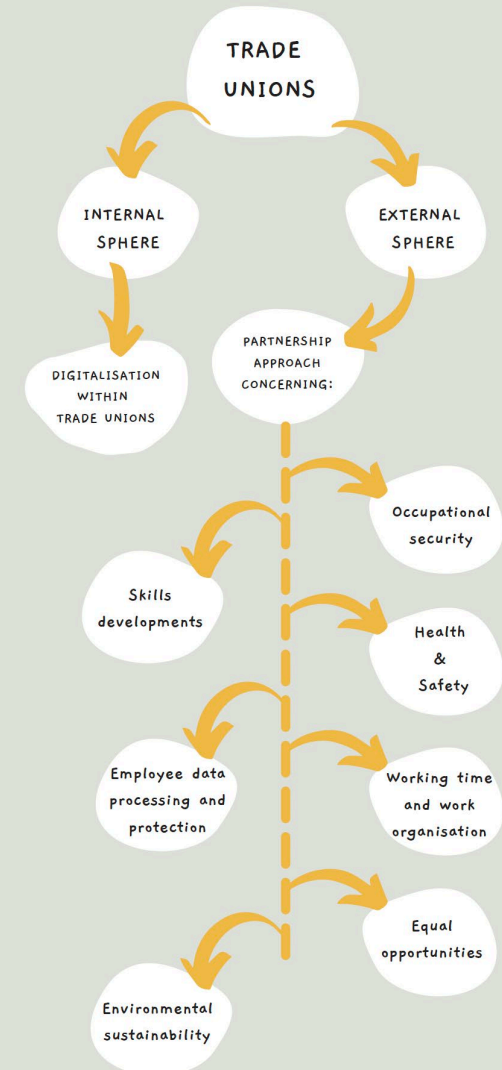 TRADE
UNIONS
INTERNAL
SPHERE
EXTERNAL
SPHERE
DIGITALISATION
WITHIN
TRADE UNIONS
PARTNERSHIP
APPROACH
CONCERNING:
Occupational
security
Skills
developments
Health
&
Safety
Employee data
processing and
protection
Working time
and work
organisation
Equal
opportunities
Environmental
sustainability